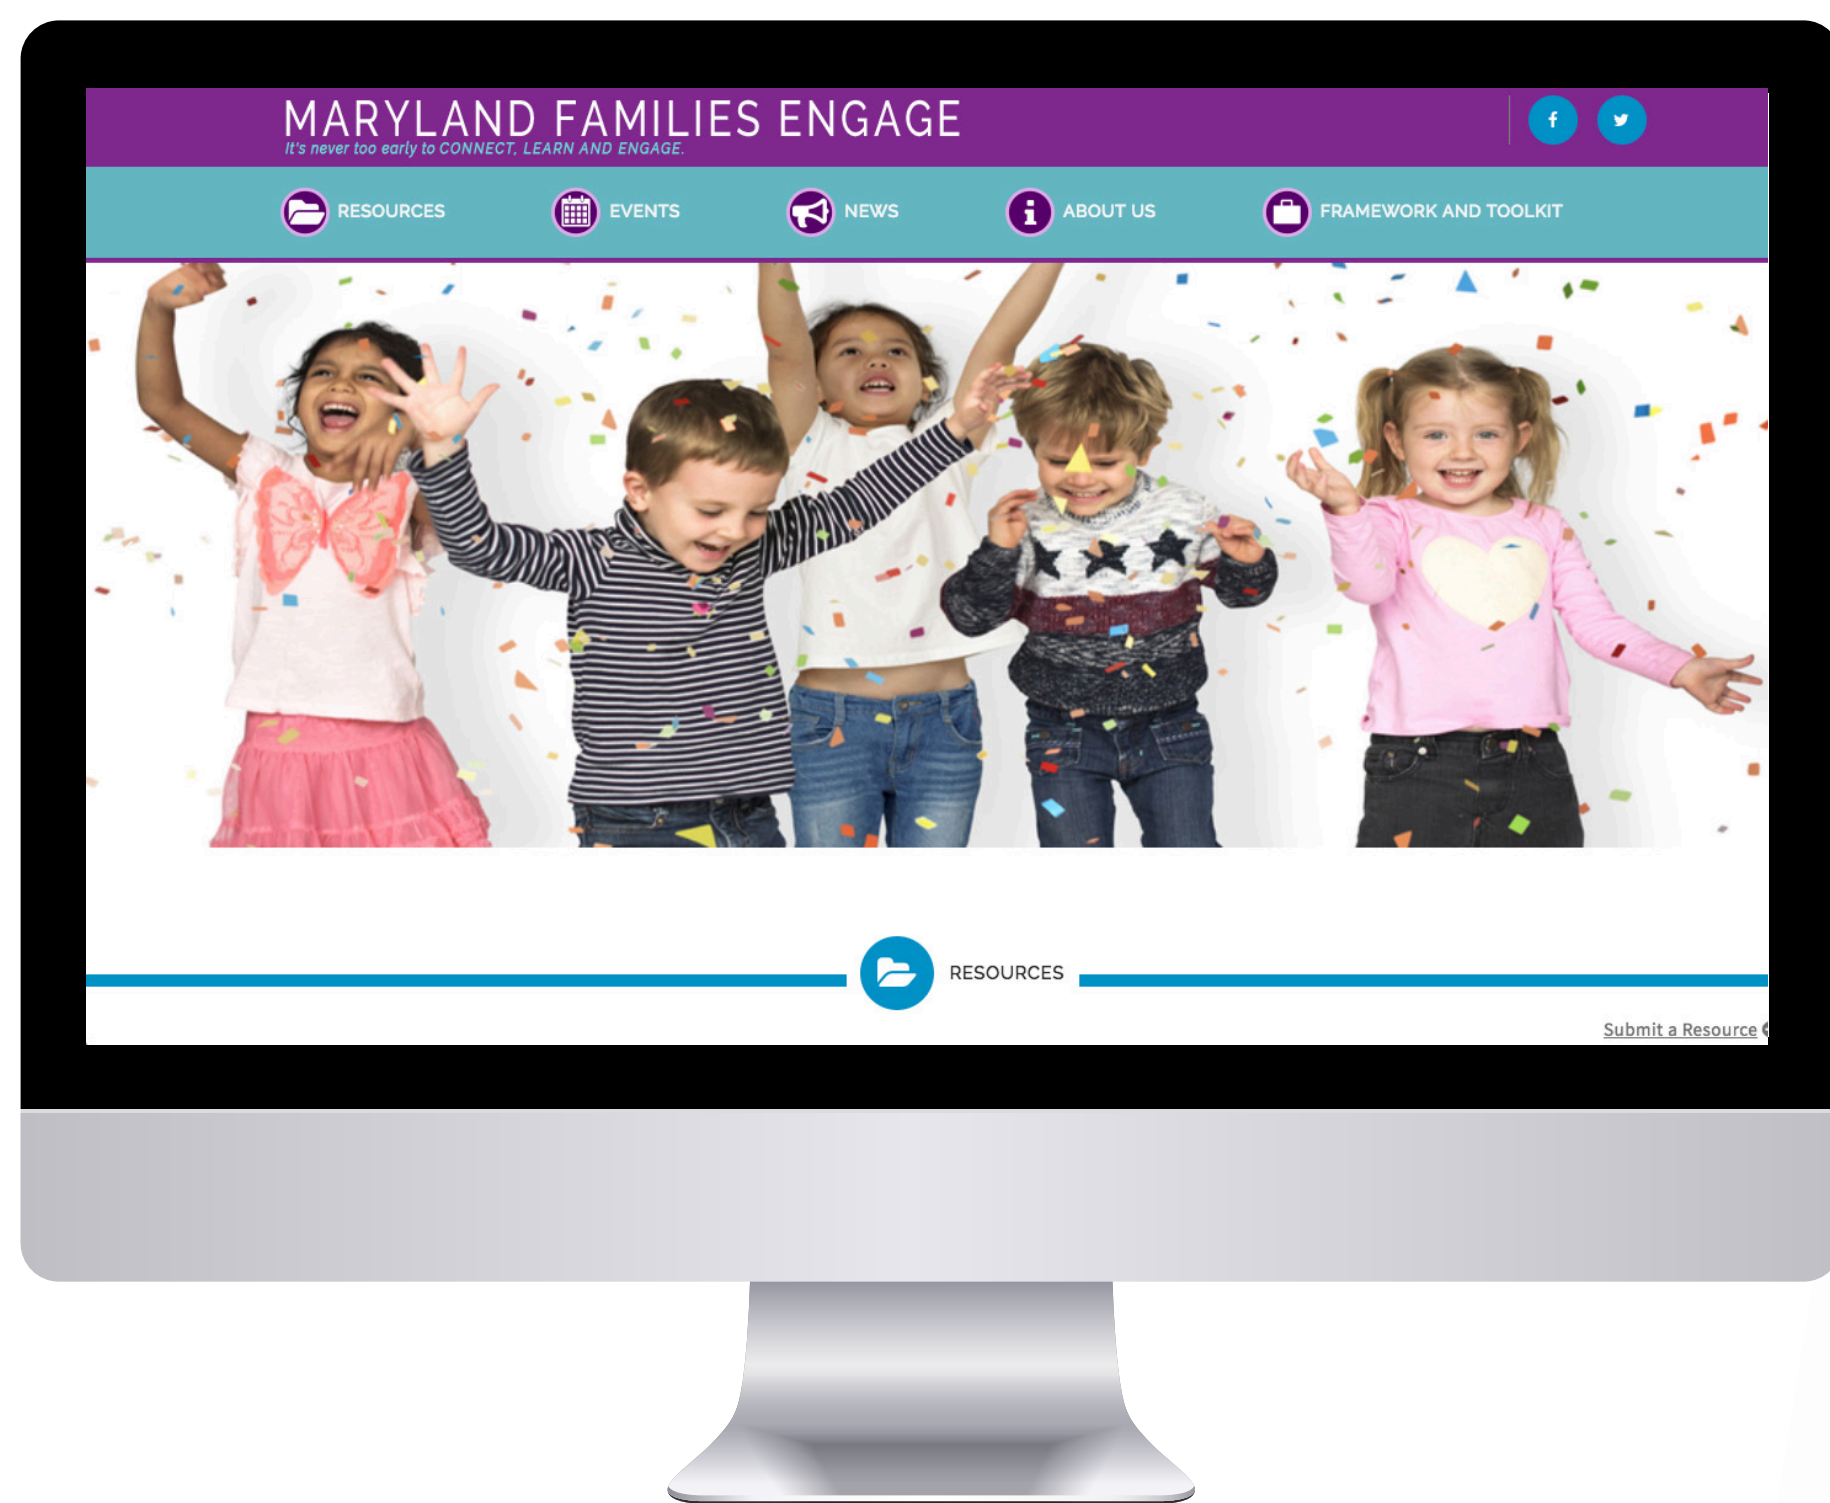 MARYLAND FAMILIES ENGAGE
It's never too early to CONNECT, LEARN AND ENGAGE.
RESOURCES
EVENTS
NEWS
ABOUT US
FRAMEWORK AND TOOLKIT
RESOURCES
Submit a Resource